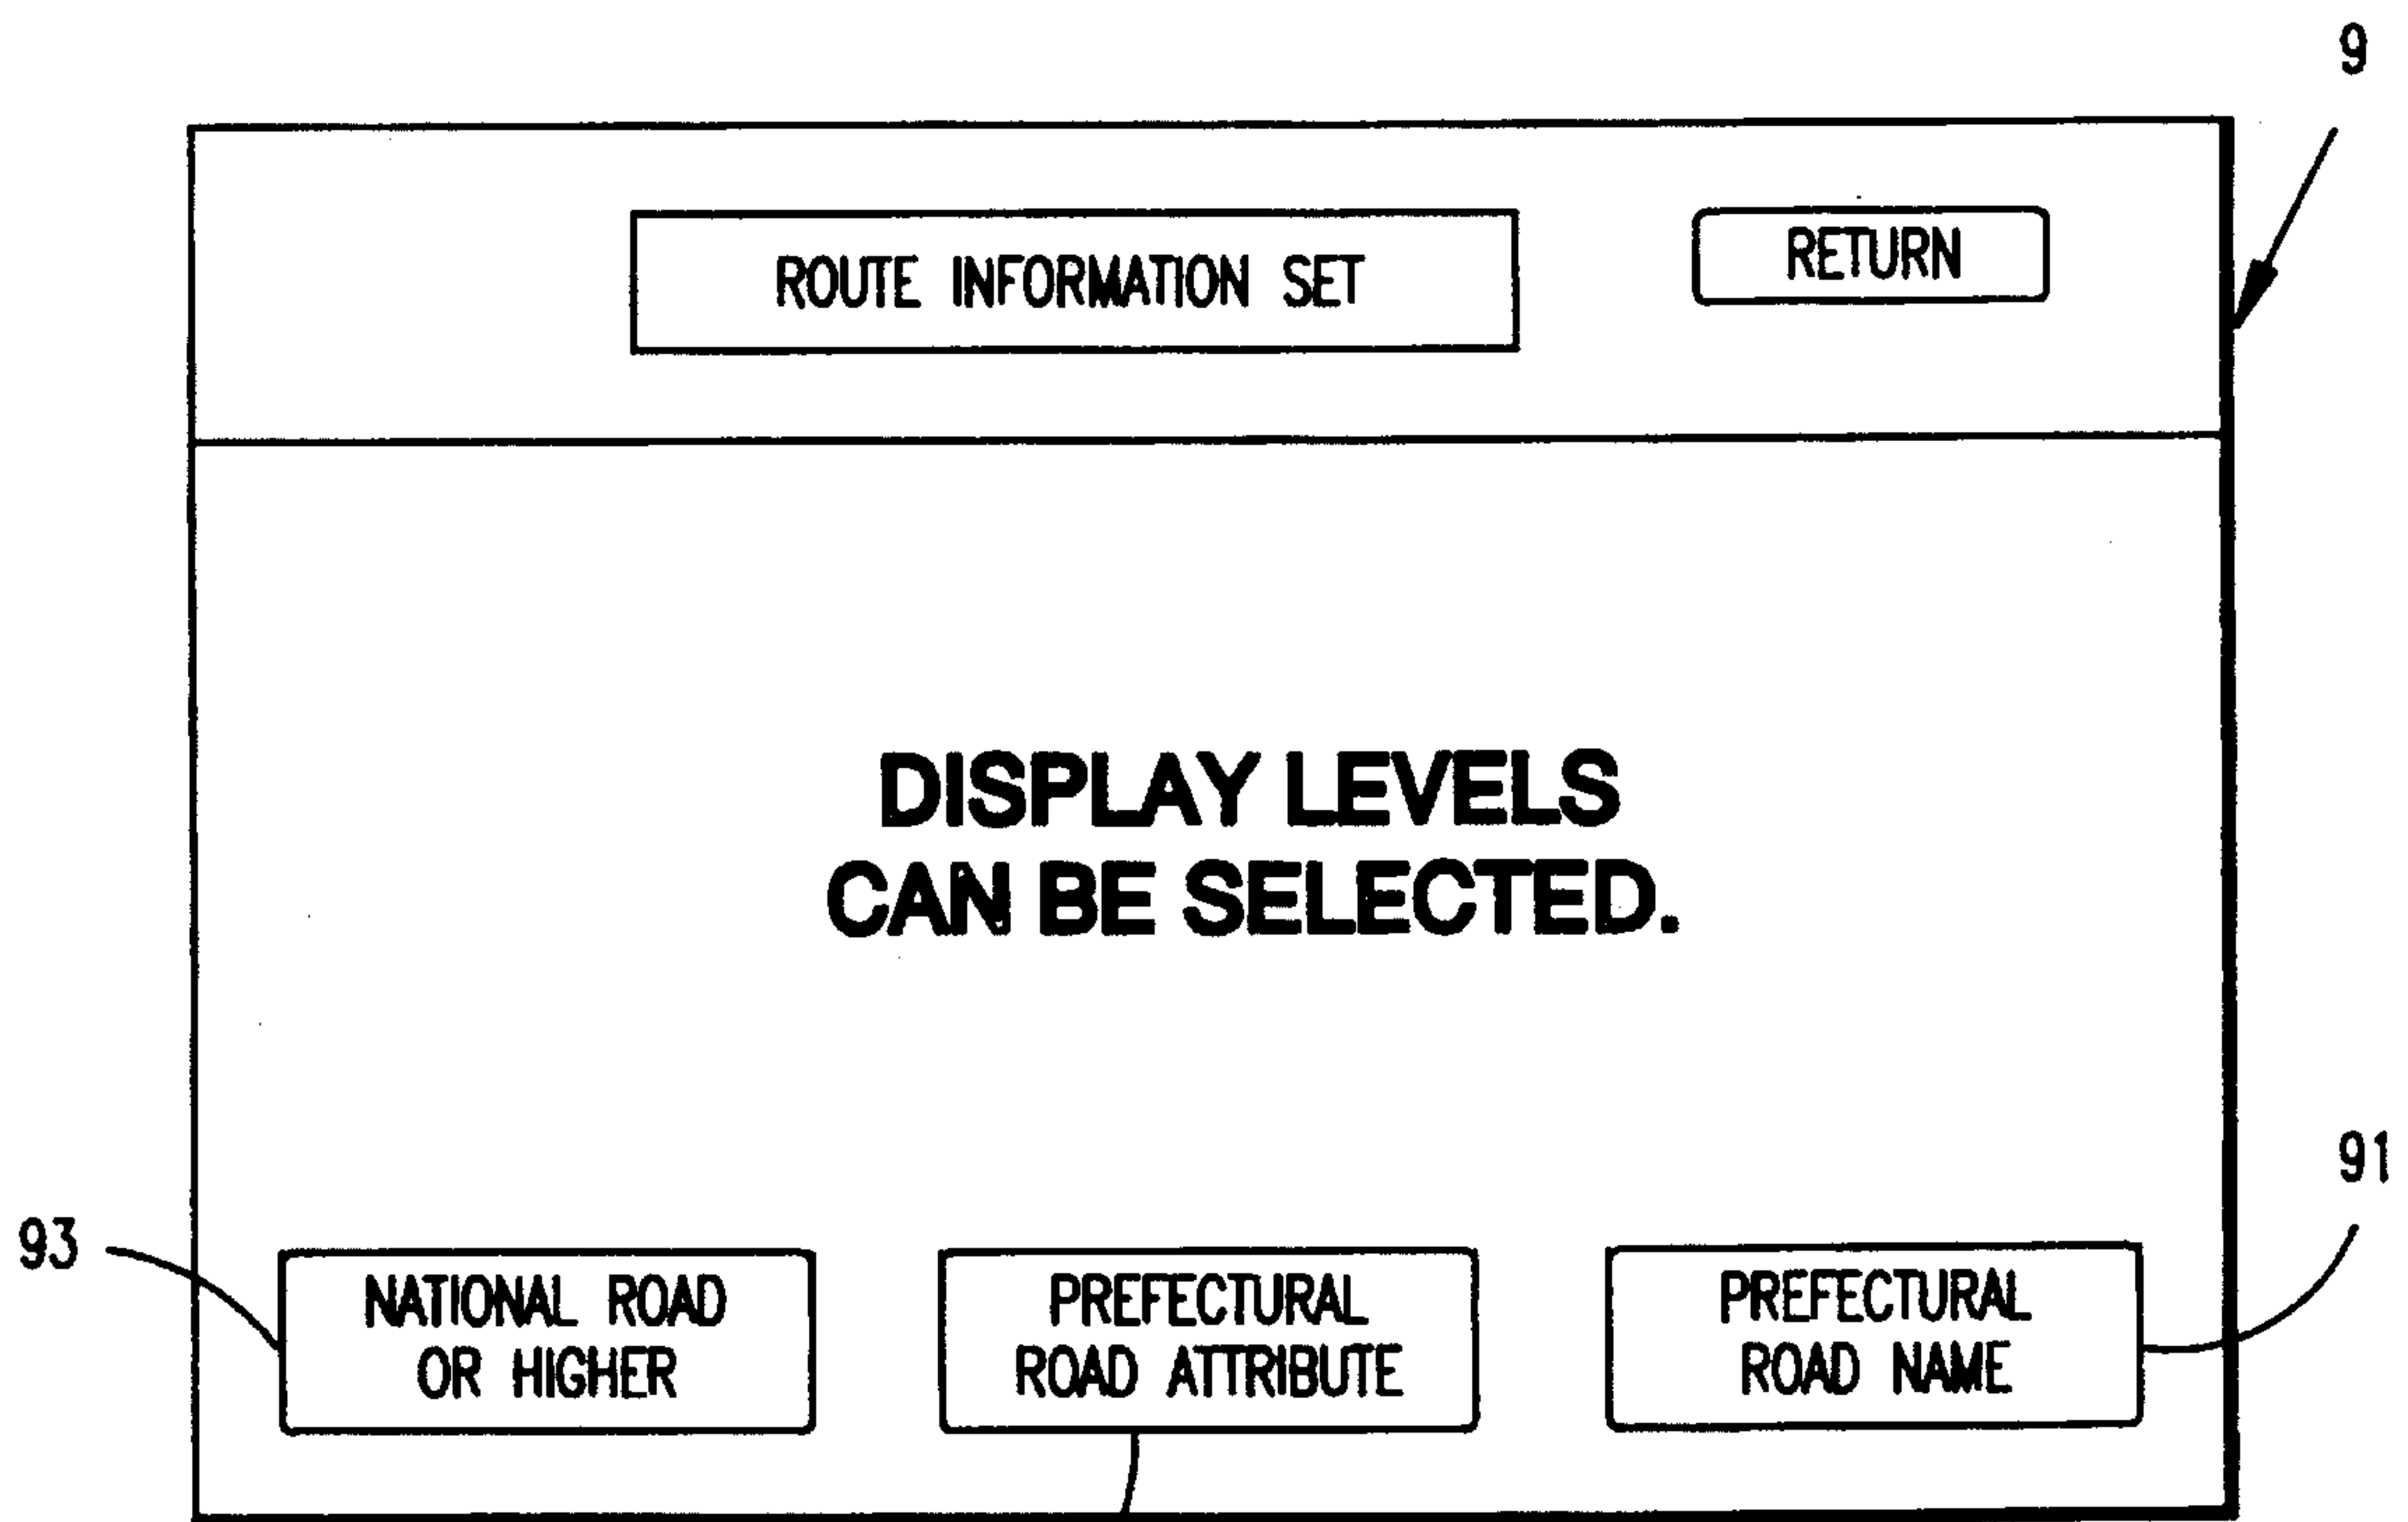 9
ROUTE INFORMATION SET
RETURN
DISPLAY LEVELS
CAN BE SELECTED.
91
93
NATIONAL ROAD
OR HIGHER
PREFECTURAL
ROAD ATTRIBUTE
PREFECTURAL
ROAD NAME